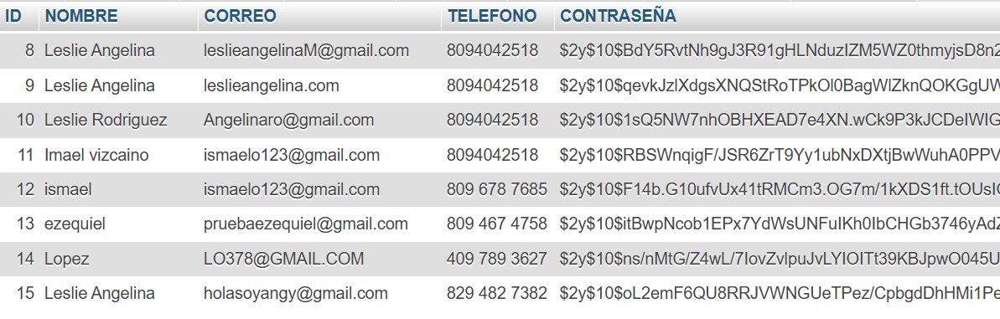 ID NOMBRE CORREO TELEFONO CONTRASEÑA
8 Leslie Angelina leslieangelinaM@gmail.com 8094042518 $2y$10$BdY5RvtNh9gJ3R91gHLNduzIZM5WZ0thmyjsD8n2
9 Leslie Angelina leslieangelina.com 8094042518 $2y$10$qevkJzlXdgsXNQStRoTPkOl0BagWlZknQOKGgUW
10 Leslie Rodriguez Angelinaro@gmail.com 8094042518 $2y$10$1sQ5NW7nhOBHXEAD7e4XN.wCk9P3kJCDeIWIG
11 Imael vizcaino ismaelo123@gmail.com 8094042518 $2y$10$RBSWnqigF/JSR6ZrT9Yy1ubNxDXtjBwWuhA0PPV
12 ismael ismaelo123@gmail.com 809 678 7685 $2y$10$F14b.G10ufvUx41tRMCm3.OG7m/1kXDS1ft.tOUsI
13 ezequiel pruebaezequiel@gmail.com 809 467 4758 $2y$10$itBwpNcob1EPx7YdWsUNFuIKh0IbCHGb3746yAdZ
14 Lopez LO378@GMAIL.COM 409 789 3627 $2y$10$ns/nMtG/Z4wL/7IovZvlpuJvLYIOITt39KBJpwO045U
15 Leslie Angelina holasoyangy@gmail.com 829 482 7382 $2y$10$oL2emF6QU8RRJVWNGUeTPez/CpbgdDhHMi1Pe